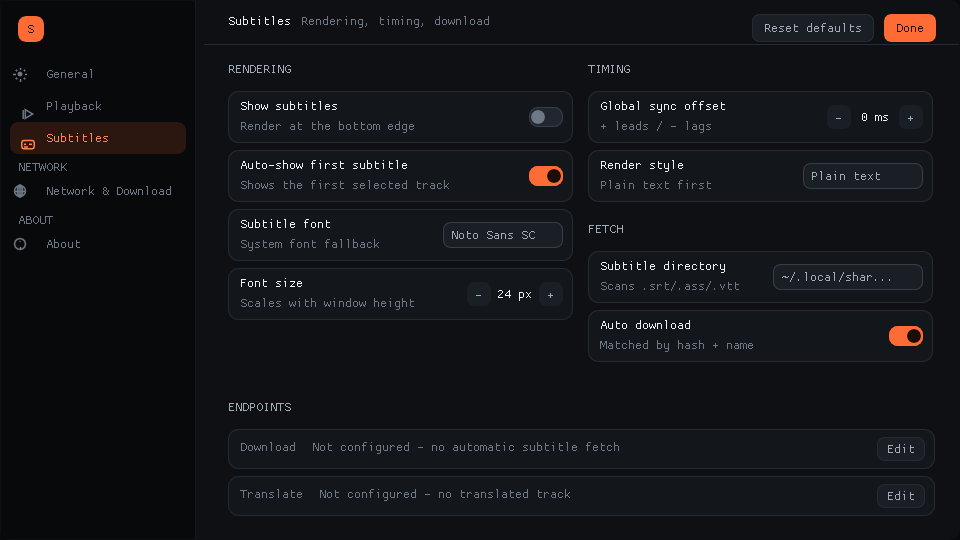 S
General
Playback
Subtitles
NETWORK
Network & Download
ABOUT
About
Subtitles Rendering, timing, download
Reset defaults
Done
RENDERING
Show subtitles
Render at the bottom edge
Auto-show first subtitle
Shows the first selected track
Subtitle font
System font fallback
Noto Sans SC
Font size
Scales with window height
- 24 px +
TIMING
Global sync offset
+ leads / - lags
- 0 ms +
Render style
Plain text first
Plain text
FETCH
Subtitle directory
Scans .srt/.ass/.vtt
~/.local/shar...
Auto download
Matched by hash + name
ENDPOINTS
Download Not configured - no automatic subtitle fetch
Edit
Translate Not configured - no translated track
Edit